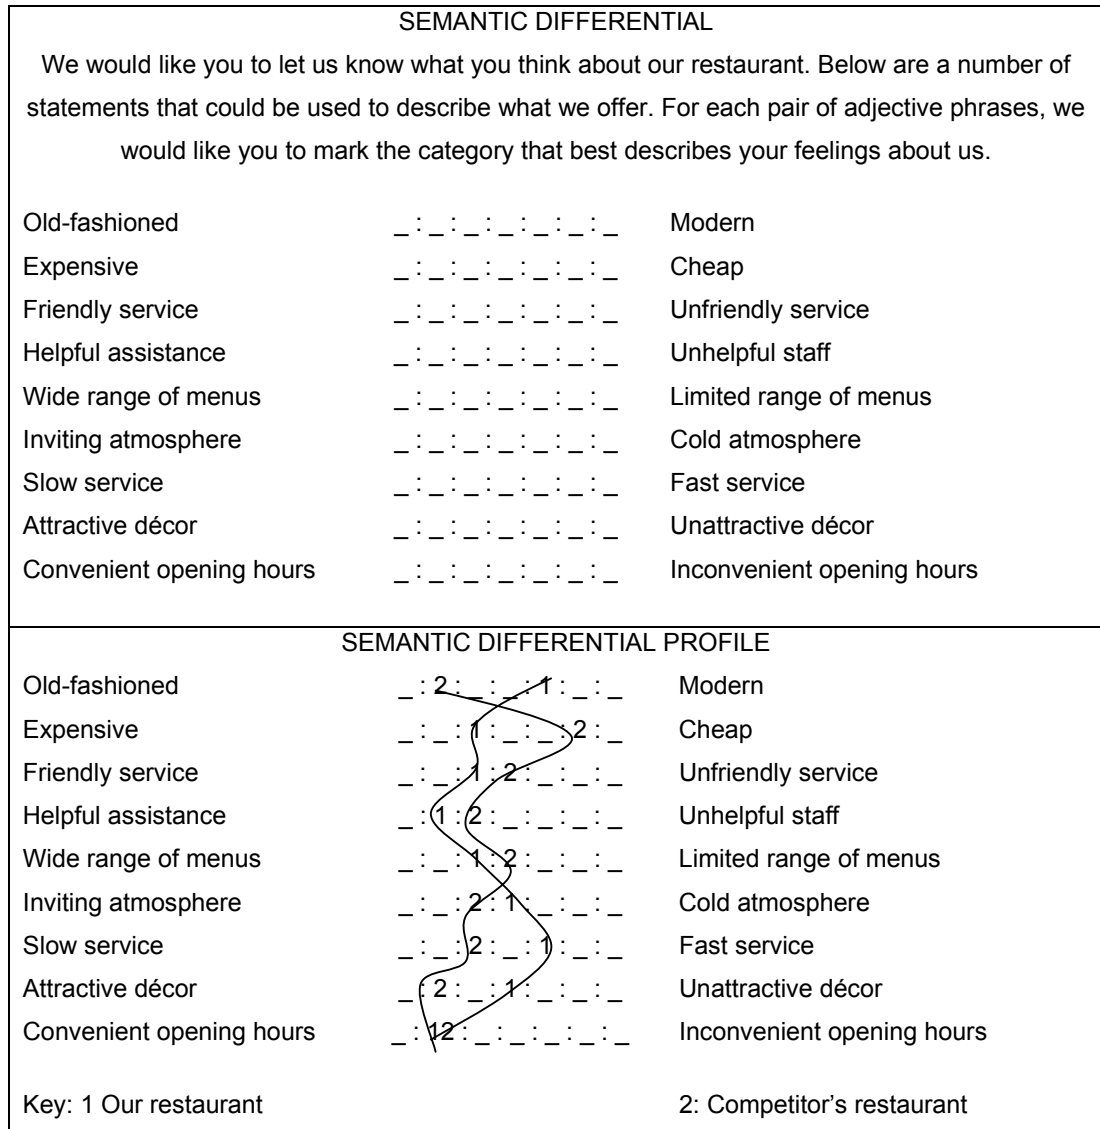 SEMANTIC DIFFERENTIAL
We would like you to let us know what you think about our restaurant. Below are a number of
statements that could be used to describe what we offer. For each pair of adjective phrases, we
would like you to mark the category that best describes your feelings about us.
Old-fashioned _ : _ : _ : _ : _ : _ : _ Modern
Expensive _ : _ : _ : _ : _ : _ : _ Cheap
Friendly service _ : _ : _ : _ : _ : _ : _ Unfriendly service
Helpful assistance _ : _ : _ : _ : _ : _ : _ Unhelpful staff
Wide range of menus _ : _ : _ : _ : _ : _ : _ Limited range of menus
Inviting atmosphere _ : _ : _ : _ : _ : _ : _ Cold atmosphere
Slow service _ : _ : _ : _ : _ : _ : _ Fast service
Attractive décor _ : _ : _ : _ : _ : _ : _ Unattractive décor
Convenient opening hours _ : _ : _ : _ : _ : _ : _ Inconvenient opening hours
SEMANTIC DIFFERENTIAL PROFILE
Old-fashioned _ : 2 : _ : _ : 1 : _ : _ Modern
Expensive _ : _ : 1 : _ : _ : 2 : _ Cheap
Friendly service _ : _ : 1 : 2 : _ : _ : _ Unfriendly service
Helpful assistance _ : 1 : 2 : _ : _ : _ : _ Unhelpful staff
Wide range of menus _ : _ : 1 : 2 : _ : _ : _ Limited range of menus
Inviting atmosphere _ : _ : 2 : 1 : _ : _ : _ Cold atmosphere
Slow service _ : _ : 2 : _ : 1 : _ : _ Fast service
Attractive décor _ : 2 : _ : 1 : _ : _ : _ Unattractive décor
Convenient opening hours _ : 12 : _ : _ : _ : _ : _ Inconvenient opening hours
Key: 1 Our restaurant 2: Competitor's restaurant